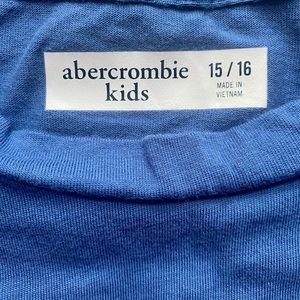 abercrombie
kids
15 / 16
MADE IN
VIETNAM